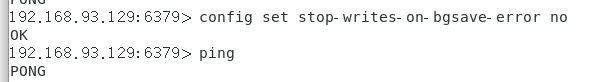 PONG
192.168.93.129:6379> config set stop-writes-on-bgsave-error no
OK
192.168.93.129:6379> ping
PONG